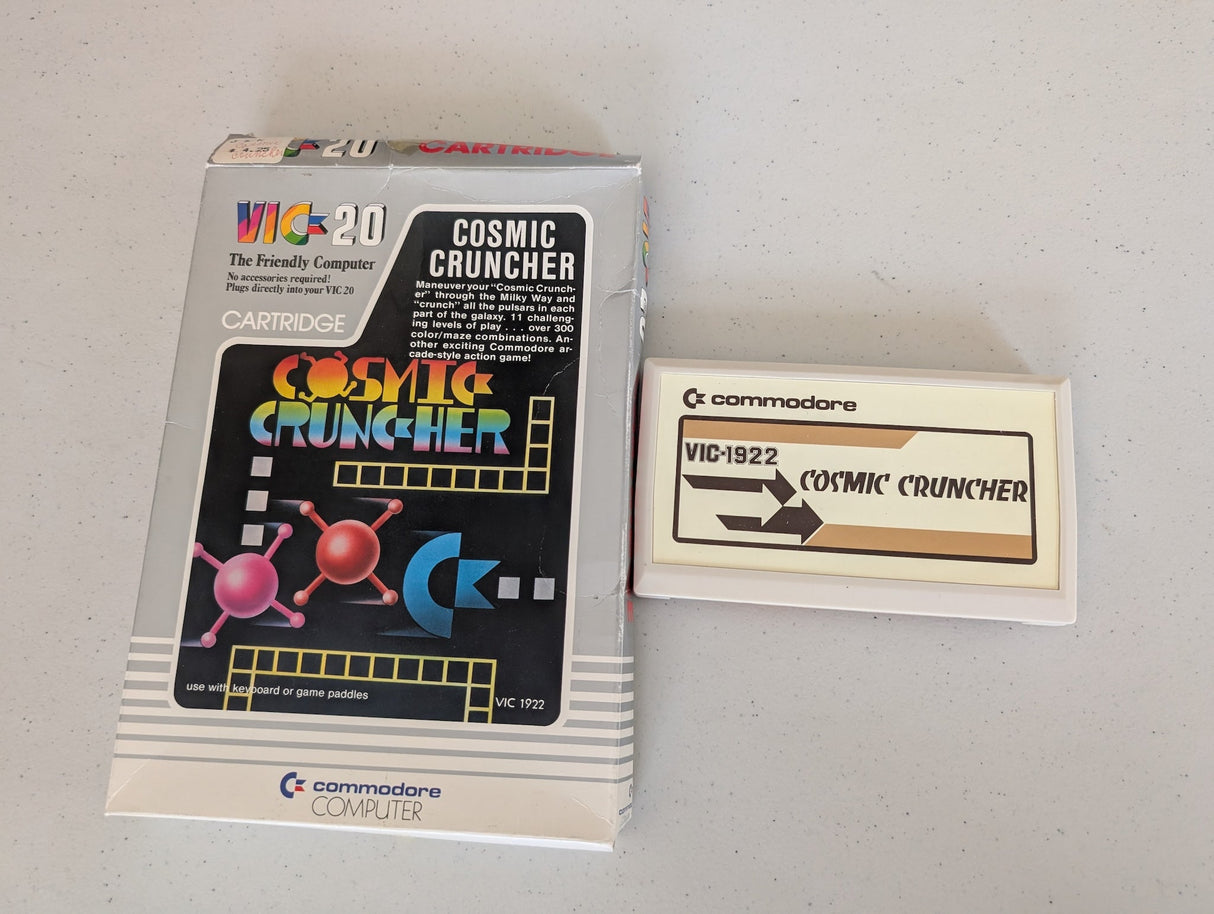 VIC-20
CARTRIDGE
VIC 20
The Friendly Computer
No accessories required!
Plugs directly into your VIC 20
CARTRIDGE
COSMIC
CRUNCHER
Maneuver your "Cosmic Crunch-
er" through the Milky Way and
"crunch" all the pulsars in each
part of the galaxy. 11 challeng-
ing levels of play . . . over 300
color/maze combinations. An-
other exciting Commodore ar-
cade-style action game!
COSMIC
CRUNCHER
use with keyboard or game paddles
VIC 1922
commodore
COMPUTER
commodore
VIC-1922
COSMIC CRUNCHER